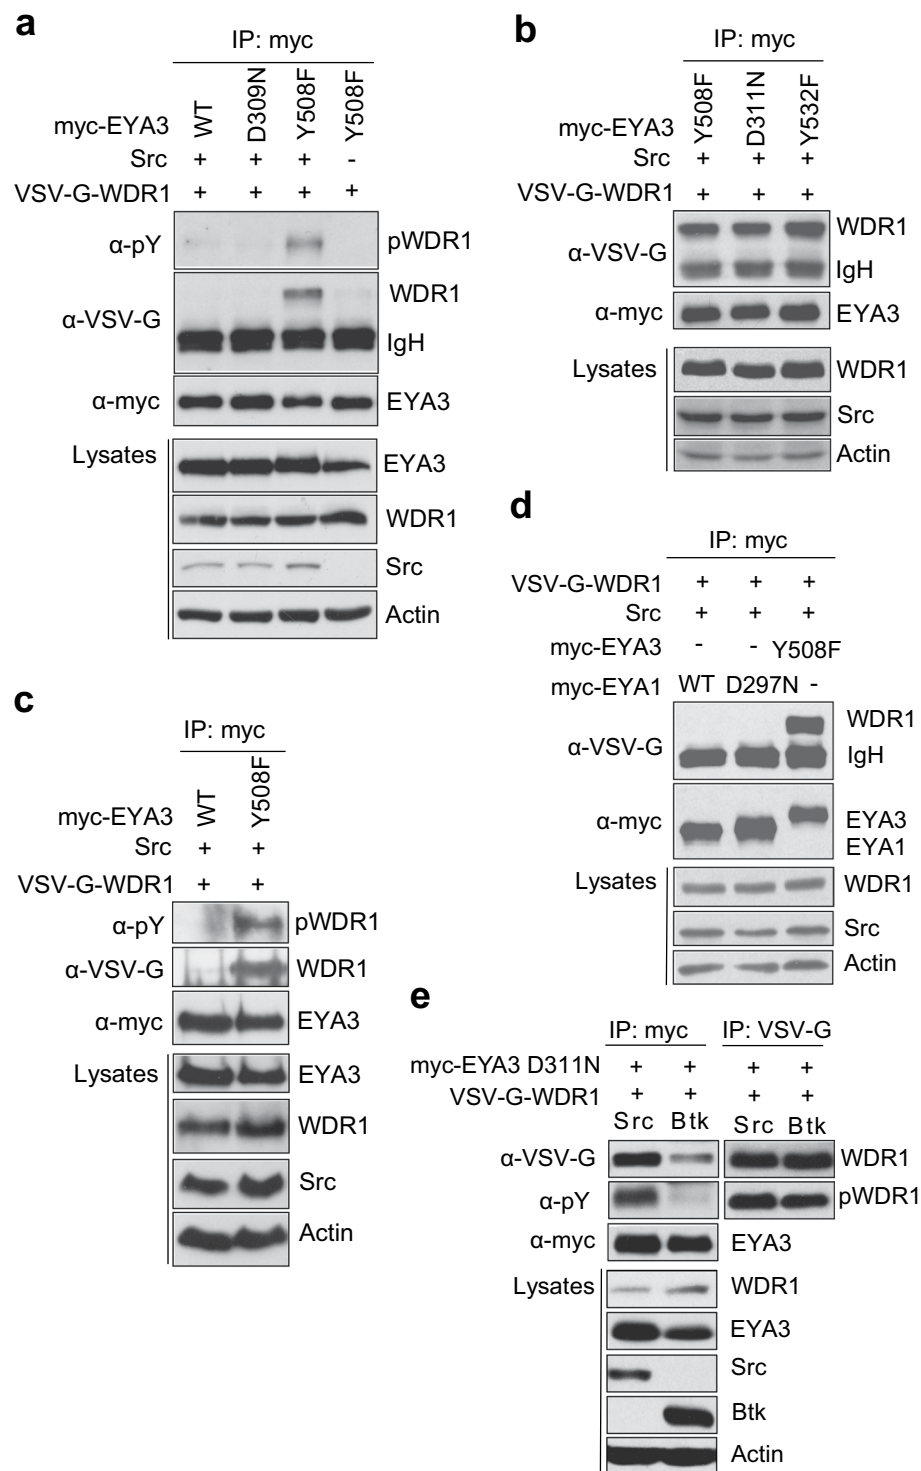 a
IP: myc
myc-EYA3 WT D309N Y508F Y508F
Src + + + -
VSV-G-WDR1 + + + +
α-pY pWDR1
α-VSV-G WDR1
IgH
α-myc EYA3
Lysates EYA3
WDR1
Src
Actin
b
IP: myc
myc-EYA3 Y508F D311N Y532F
Src + + +
VSV-G-WDR1 + + +
α-VSV-G WDR1
IgH
α-myc EYA3
Lysates WDR1
Src
Actin
c
IP: myc
myc-EYA3 WT Y508F
Src + +
VSV-G-WDR1 + +
α-pY pWDR1
α-VSV-G WDR1
α-myc EYA3
Lysates EYA3
WDR1
Src
Actin
d
IP: myc
VSV-G-WDR1 + + +
Src + + +
myc-EYA3 - - Y508F
myc-EYA1 WT D297N -
α-VSV-G WDR1
IgH
α-myc EYA3
EYA1
Lysates WDR1
Src
Actin
e
IP: myc IP: VSV-G
myc-EYA3 D311N + + + +
VSV-G-WDR1 + + + +
Src Btk Src Btk
α-VSV-G WDR1
α-pY pWDR1
α-myc EYA3
Lysates WDR1
EYA3
Src
Btk
Actin